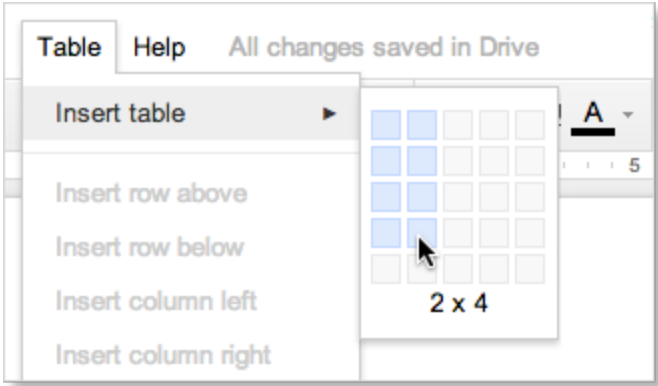 Table Help All changes saved in Drive
Insert table
A
5
Insert row above
Insert row below
Insert column left
2 x 4
Insert column right